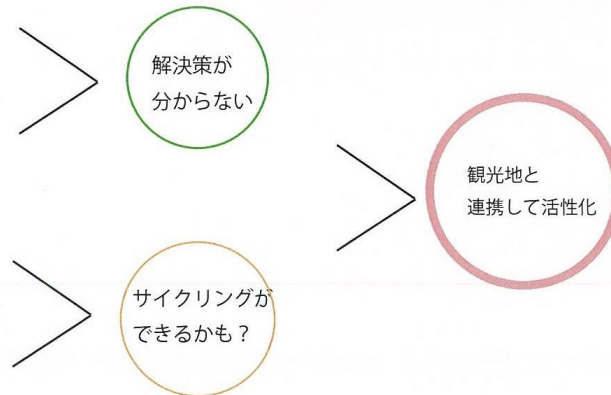 解決策が
分からない
観光地と
連携して活性化
サイクリングが
できるかも？